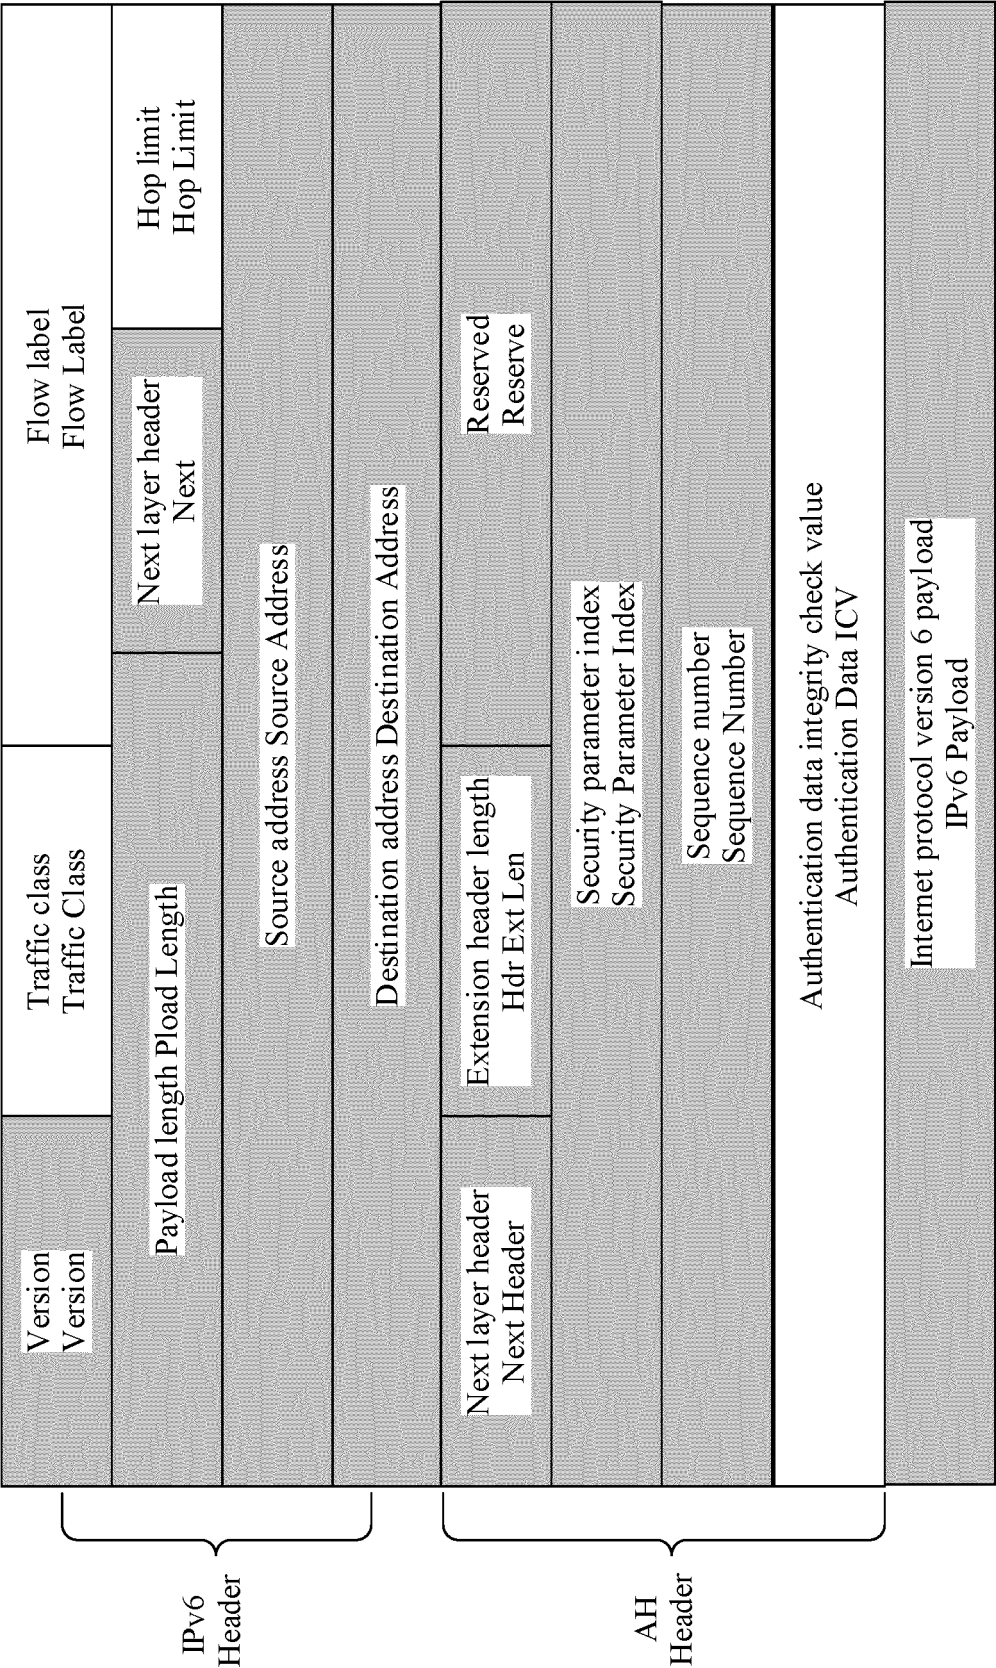 Version
Version
Traffic class
Traffic Class
Flow label
Flow Label
Payload length Pload Length
Next layer header
Next
Hop limit
Hop Limit
Source address Source Address
Destination address Destination Address
IPv6
Header
Next layer header
Next Header
Extension header length
Hdr Ext Len
Reserved
Reserve
Security parameter index
Security Parameter Index
Sequence number
Sequence Number
Authentication data integrity check value
Authentication Data ICV
AH
Header
Internet protocol version 6 payload
IPv6 Payload